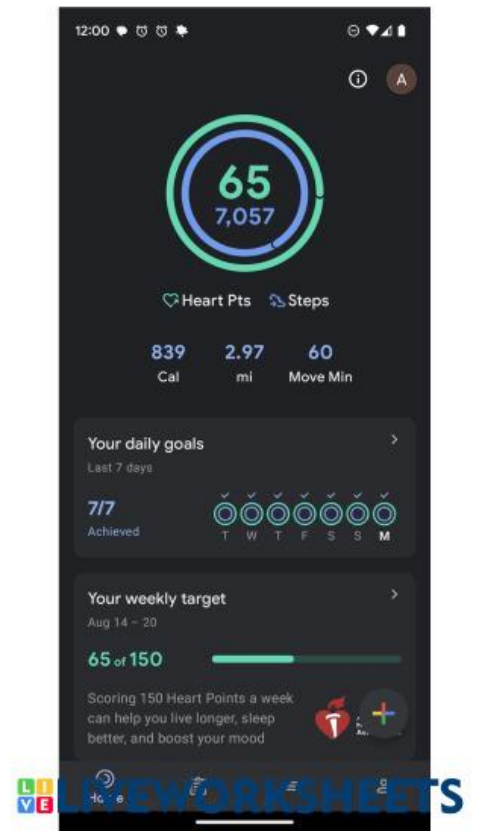 12:00
A
65
7,057
Heart Pts Steps
839 2.97 60
Cal mi Move Min
Your daily goals
Last 7 days
7/7
Achieved
T W T F S S M
Your weekly target
Aug 14 – 20
65 of 150
Scoring 150 Heart Points a week
can help you live longer, sleep
better, and boost your mood
Home
LIVE LIVEWORKSHEETS